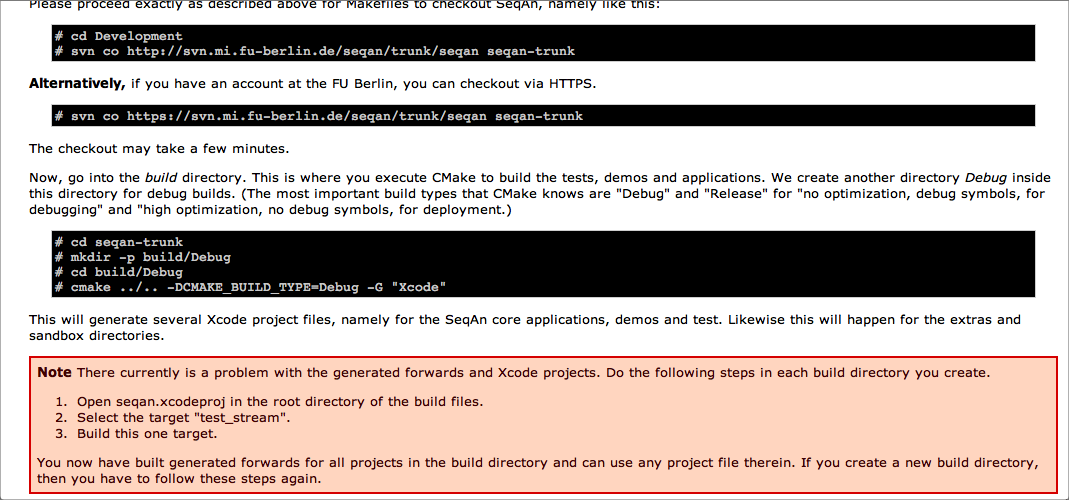 Please proceed exactly as described above for Makefiles to checkout SeqAn, namely like this:
# cd Development
# svn co http://svn.mi.fu-berlin.de/seqan/trunk/seqan seqan-trunk
Alternatively, if you have an account at the FU Berlin, you can checkout via HTTPS.
# svn co https://svn.mi.fu-berlin.de/seqan/trunk/seqan seqan-trunk
The checkout may take a few minutes.
Now, go into the build directory. This is where you execute CMake to build the tests, demos and applications. We create another directory Debug inside
this directory for debug builds. (The most important build types that CMake knows are "Debug" and "Release" for "no optimization, debug symbols, for
debugging" and "high optimization, no debug symbols, for deployment.)
# cd seqan-trunk
# mkdir -p build/Debug
# cd build/Debug
# cmake ../.. -DCMAKE_BUILD_TYPE=Debug -G "Xcode"
This will generate several Xcode project files, namely for the SeqAn core applications, demos and test. Likewise this will happen for the extras and
sandbox directories.
Note There currently is a problem with the generated forwards and Xcode projects. Do the following steps in each build directory you create.
1. Open seqan.xcodeproj in the root directory of the build files.
2. Select the target "test_stream".
3. Build this one target.
You now have built generated forwards for all projects in the build directory and can use any project file therein. If you create a new build directory,
then you have to follow these steps again.